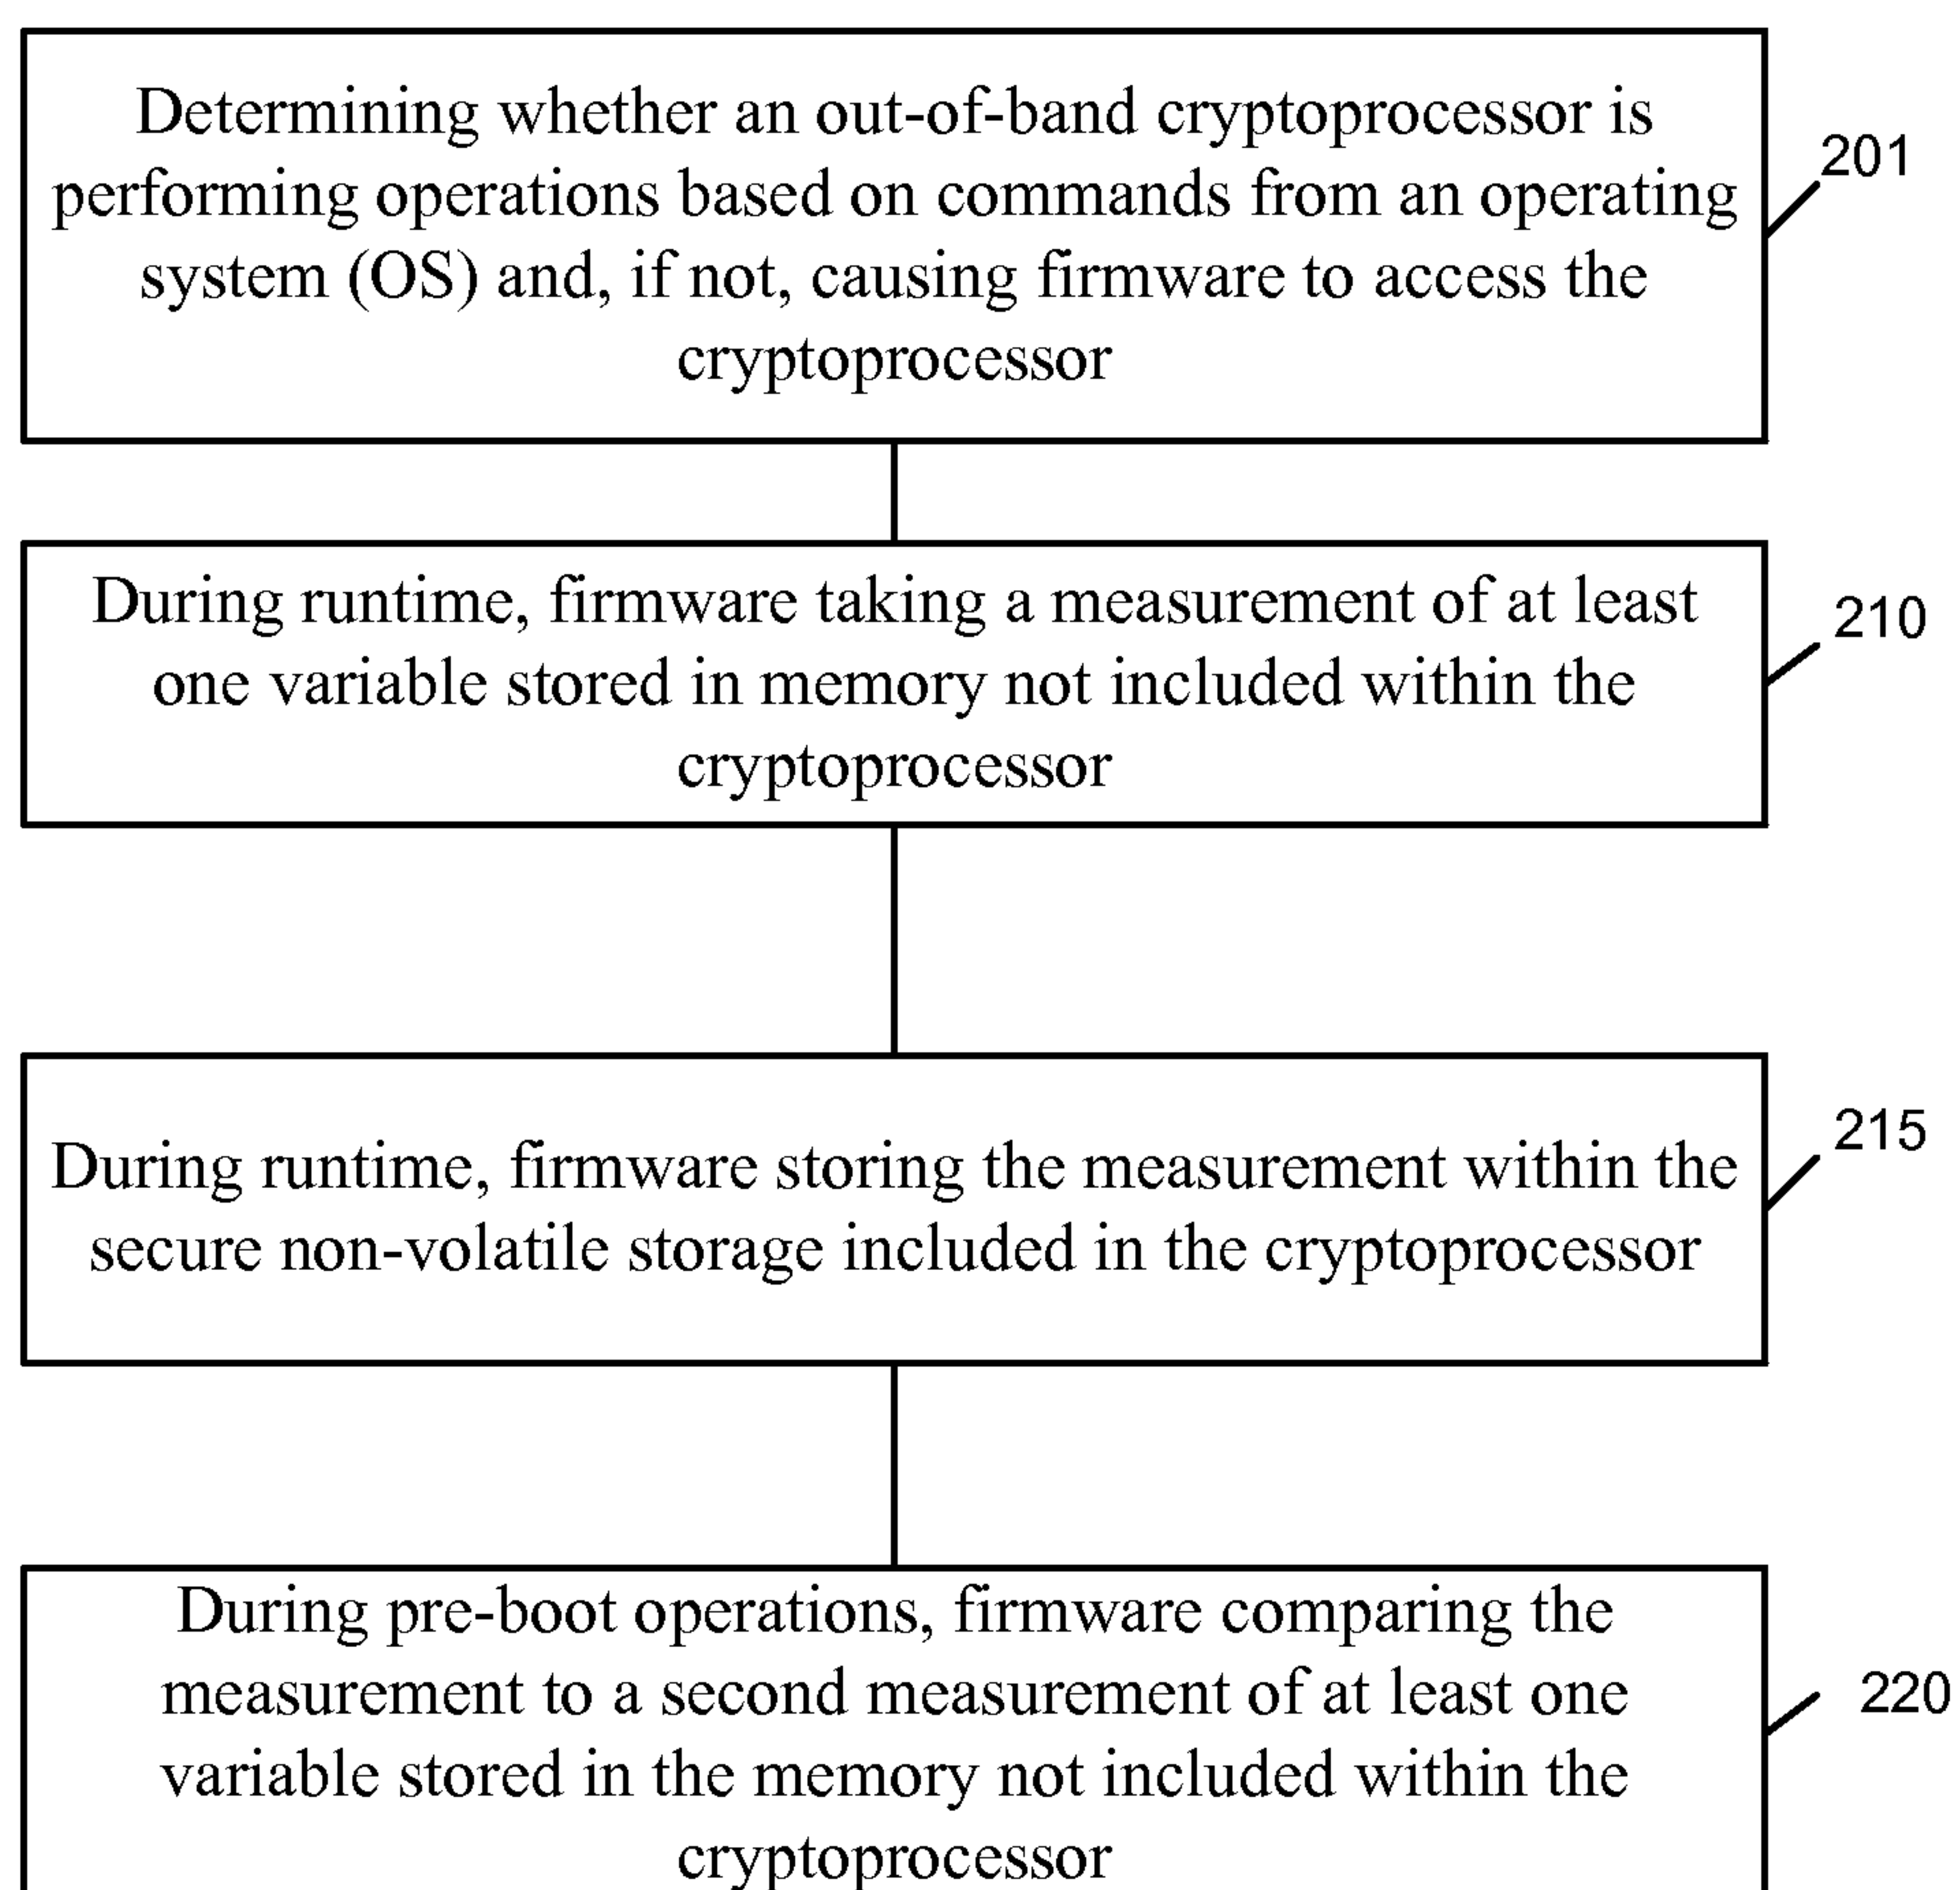 Determining whether an out-of-band cryptoprocessor is
performing operations based on commands from an operating
system (OS) and, if not, causing firmware to access the
cryptoprocessor
201
During runtime, firmware taking a measurement of at least
one variable stored in memory not included within the
cryptoprocessor
210
During runtime, firmware storing the measurement within the
secure non-volatile storage included in the cryptoprocessor
215
During pre-boot operations, firmware comparing the
measurement to a second measurement of at least one
variable stored in the memory not included within the
cryptoprocessor
220